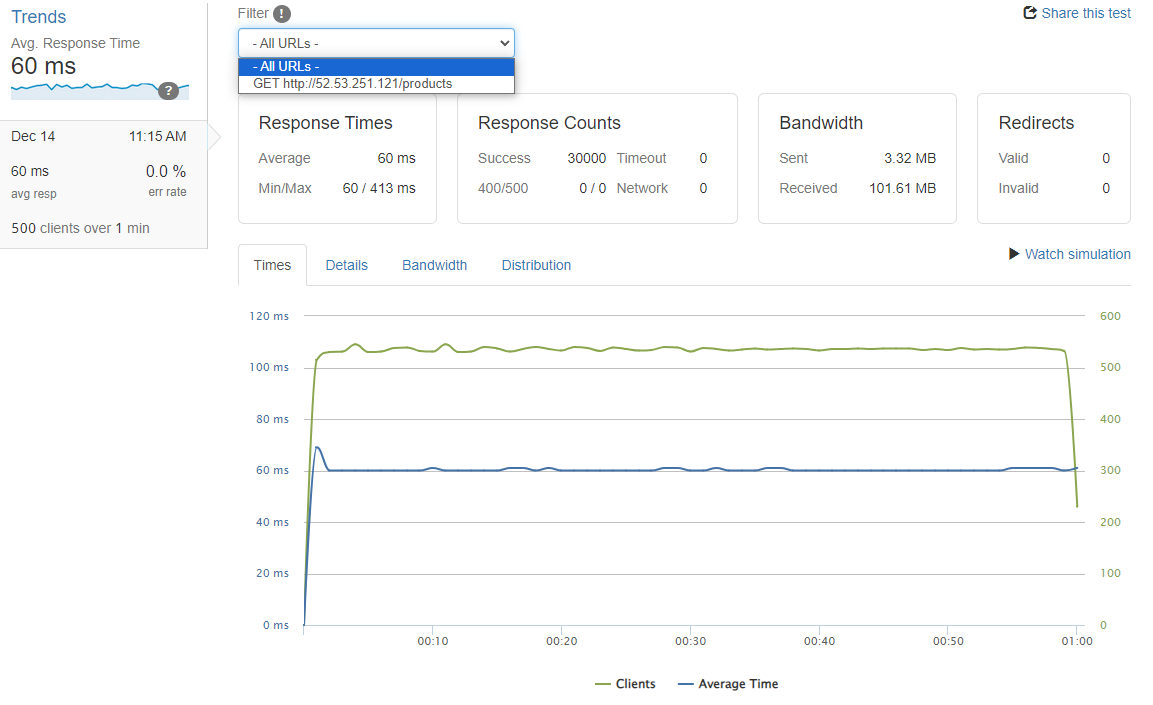 Trends
Avg. Response Time
60 ms
?
Dec 14 11:15 AM
60 ms 0.0 %
avg resp err rate
500 clients over 1 min
Filter !
Share this test
- All URLs -
- All URLs -
GET http://52.53.251.121/products
Response Times
Average 60 ms
Min/Max 60 / 413 ms
Response Counts
Success 30000 Timeout 0
400/500 0 / 0 Network 0
Bandwidth
Sent 3.32 MB
Received 101.61 MB
Redirects
Valid 0
Invalid 0
Watch simulation
Times Details Bandwidth Distribution
120 ms 600
100 ms 500
80 ms 400
60 ms 300
40 ms 200
20 ms 100
0 ms 0
00:10 00:20 00:30 00:40 00:50 01:00
Clients Average Time